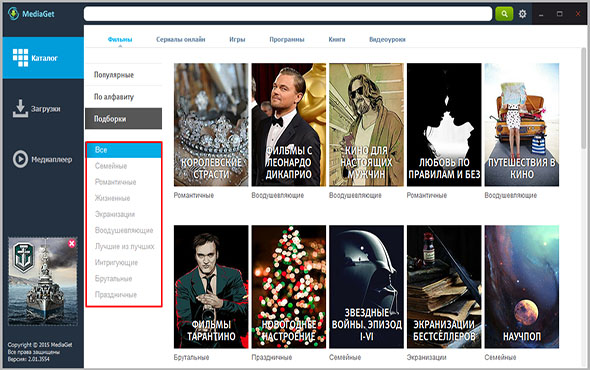 MediaGet
Фильмы
Сериалы онлайн
Игры
Программы
Книги
Видеоуроки
Каталог
Загрузки
Медиаплеер
Популярные
По алфавиту
Подборки
Все
Семейные
Романтичные
Жизненные
Экранизации
Воодушевляющие
Лучшие из лучших
Интригующие
Брутальные
Праздничные
КОРОЛЕВСКИЕ
СТРАСТИ
Романтичные
ФИЛЬМЫ С
ЛЕОНАРДО
ДИКАПРИО
Воодушевляющие
КИНО ДЛЯ
НАСТОЯЩИХ
МУЖЧИН
Воодушевляющие
ЛЮБОВЬ ПО
ПРАВИЛАМ И БЕЗ
Романтичные
ПУТЕШЕСТВИЯ В
КИНО
Воодушевляющие
ФИЛЬМЫ
ТАРАНТИНО
Брутальные
НОВОГОДНЕЕ
НАСТРОЕНИЕ
Праздничные
ЗВЕЗДНЫЕ
ВОЙНЫ. ЭПИЗОД
I-VI
Семейные
ЭКРАНИЗАЦИИ
БЕСТСЕЛЛЕРОВ
Экранизации
НАУЧПОП
Семейные
Copyright © 2015 MediaGet
Все права защищены
Версия: 2.01.3554